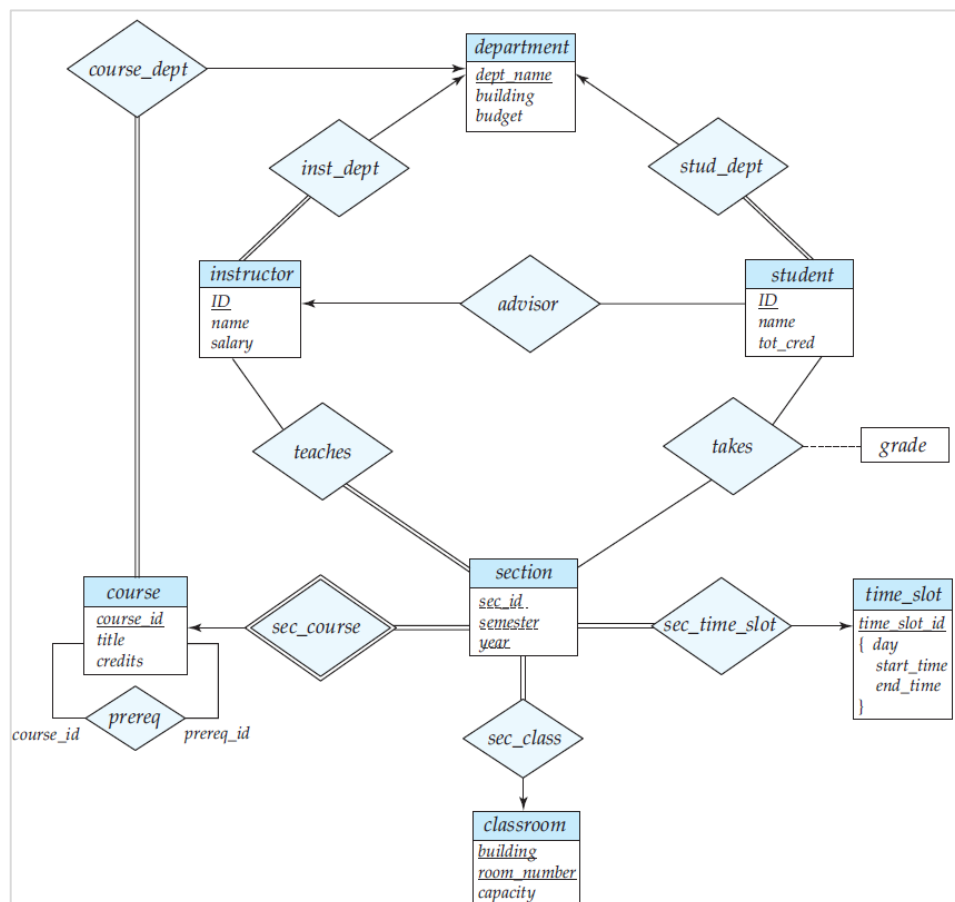 department
course_dept
dept_name
building
budget
inst_dept
stud_dept
instructor
ID
name
salary
advisor
student
ID
name
tot_cred
teaches
takes
grade
section
sec_id
semester
year
course
course_id
title
credits
sec_course
sec_time_slot
time_slot
time_slot_id
{ day
start_time
end_time
}
prereq
course_id
prereq_id
sec_class
classroom
building
room_number
capacity